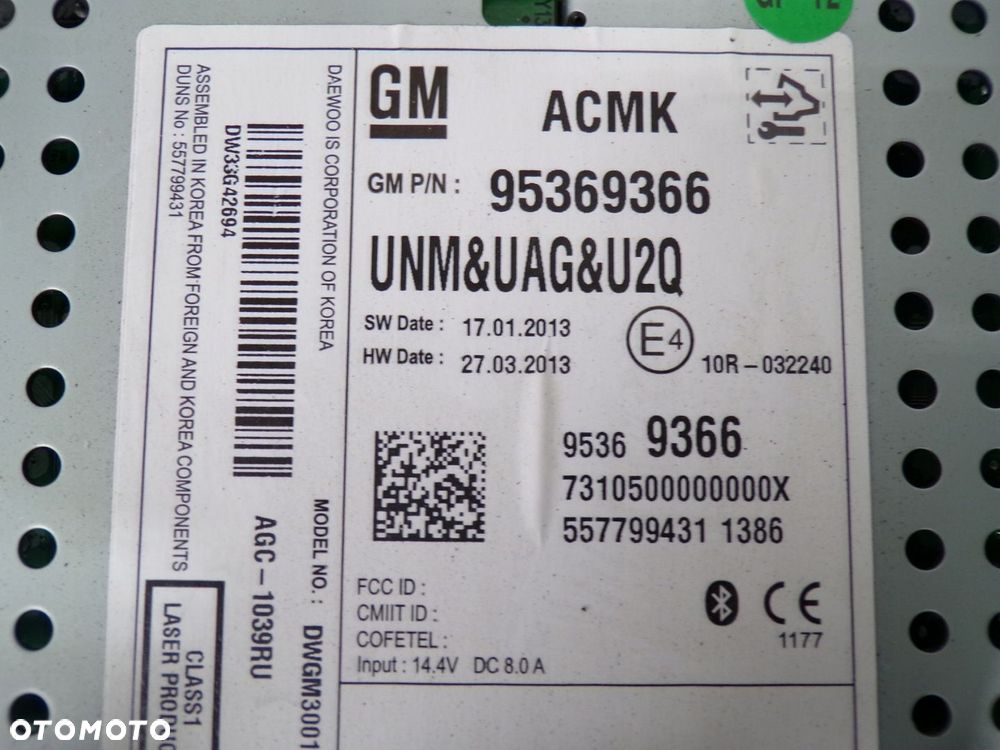 GM
ACMK
GM P/N : 95369366
UNM&UAG&U2Q
SW Date : 17.01.2013
HW Date : 27.03.2013
E4
10R-032240
9536 9366
7310500000000X
557799431 1386
FCC ID :
CMIIT ID :
COFETEL :
Input : 14.4V DC 8.0 A
CE
1177
DAEWOO IS CORPORATION OF KOREA
MODEL NO. : DWGM3001
DW33G42694
AGC-1039RU
ASSEMBLED IN KOREA FROM FOREIGN AND KOREA COMPONENTS
DUNS No : 557799431
CLASS1
LASER
OTOMOTO